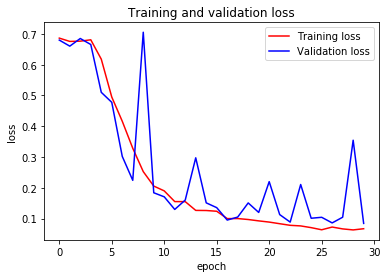 Training and validation loss
Training loss
Validation loss
loss
0.7
0.6
0.5
0.4
0.3
0.2
0.1
0 5 10 15 20 25 30
epoch